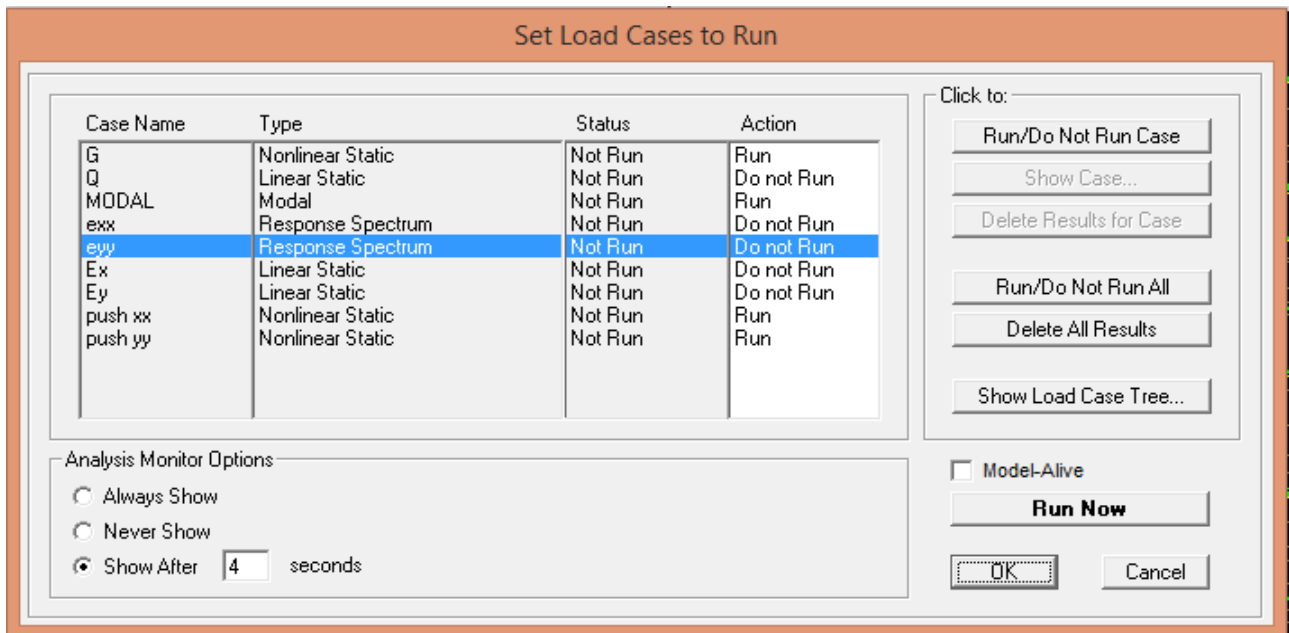 Set Load Cases to Run
Case Name Type Status Action
G Nonlinear Static Not Run Run
Q Linear Static Not Run Do not Run
MODAL Modal Not Run Run
exx Response Spectrum Not Run Do not Run
eyy Response Spectrum Not Run Do not Run
Ex Linear Static Not Run Do not Run
Ey Linear Static Not Run Do not Run
push xx Nonlinear Static Not Run Run
push yy Nonlinear Static Not Run Run
Click to:
Run/Do Not Run Case
Show Case...
Delete Results for Case
Run/Do Not Run All
Delete All Results
Show Load Case Tree...
Analysis Monitor Options
Always Show
Never Show
Show After 4 seconds
Model-Alive
Run Now
OK Cancel